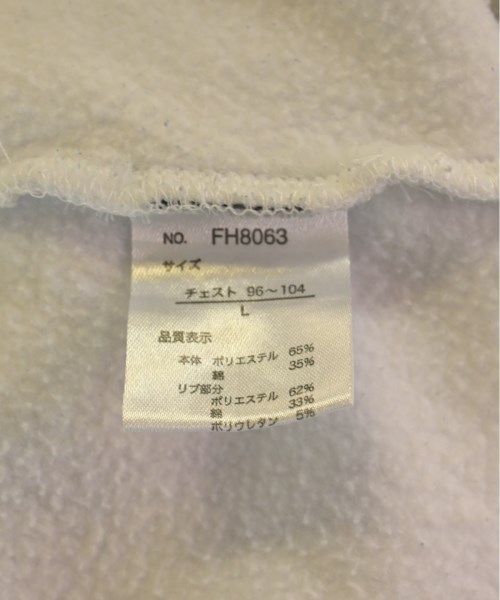 NO. FH8063
サイズ
チェスト 96～104
L
品質表示
本体 ポリエステル 65%
綿 35%
リブ部分
ポリエステル 62%
綿 33%
ポリウレタン 5%